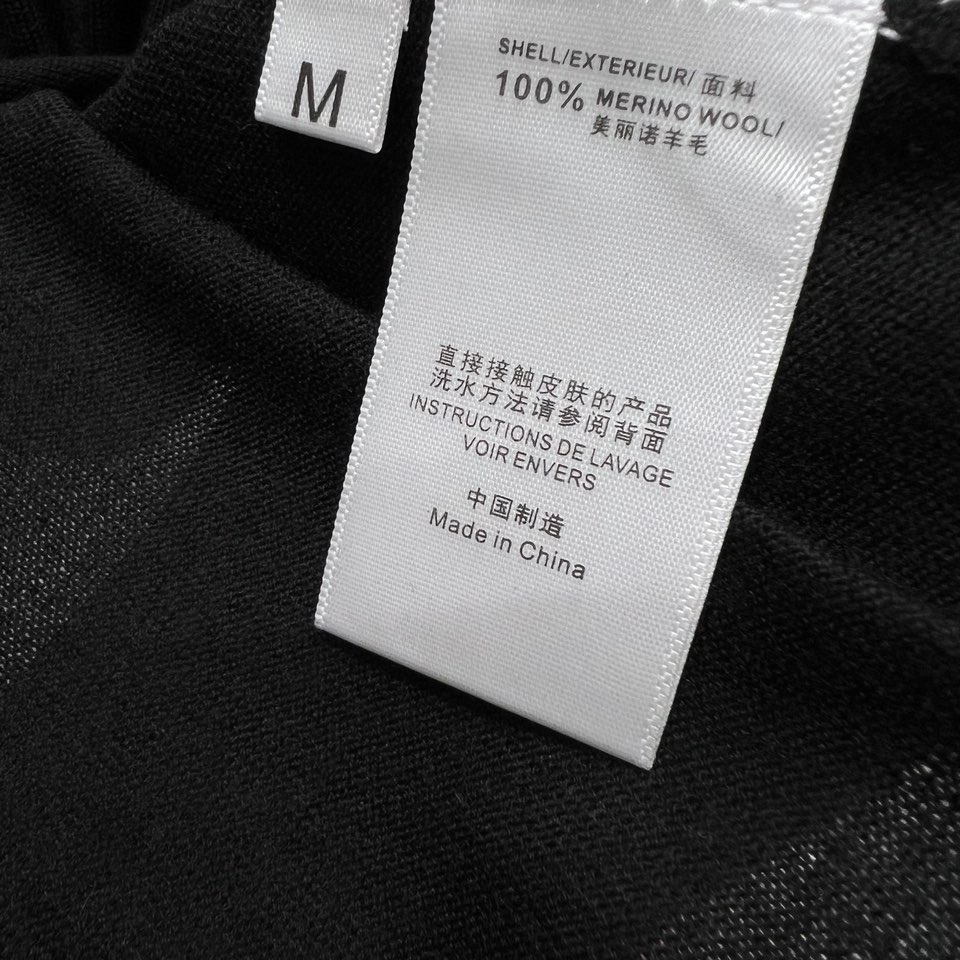 M
SHELL/EXTERIEUR/ 面料
100% MERINO WOOL/
美丽诺羊毛
直接接触皮肤的产品
洗水方法请参阅背面
INSTRUCTIONS DE LAVAGE
VOIR ENVERS
中国制造
Made in China